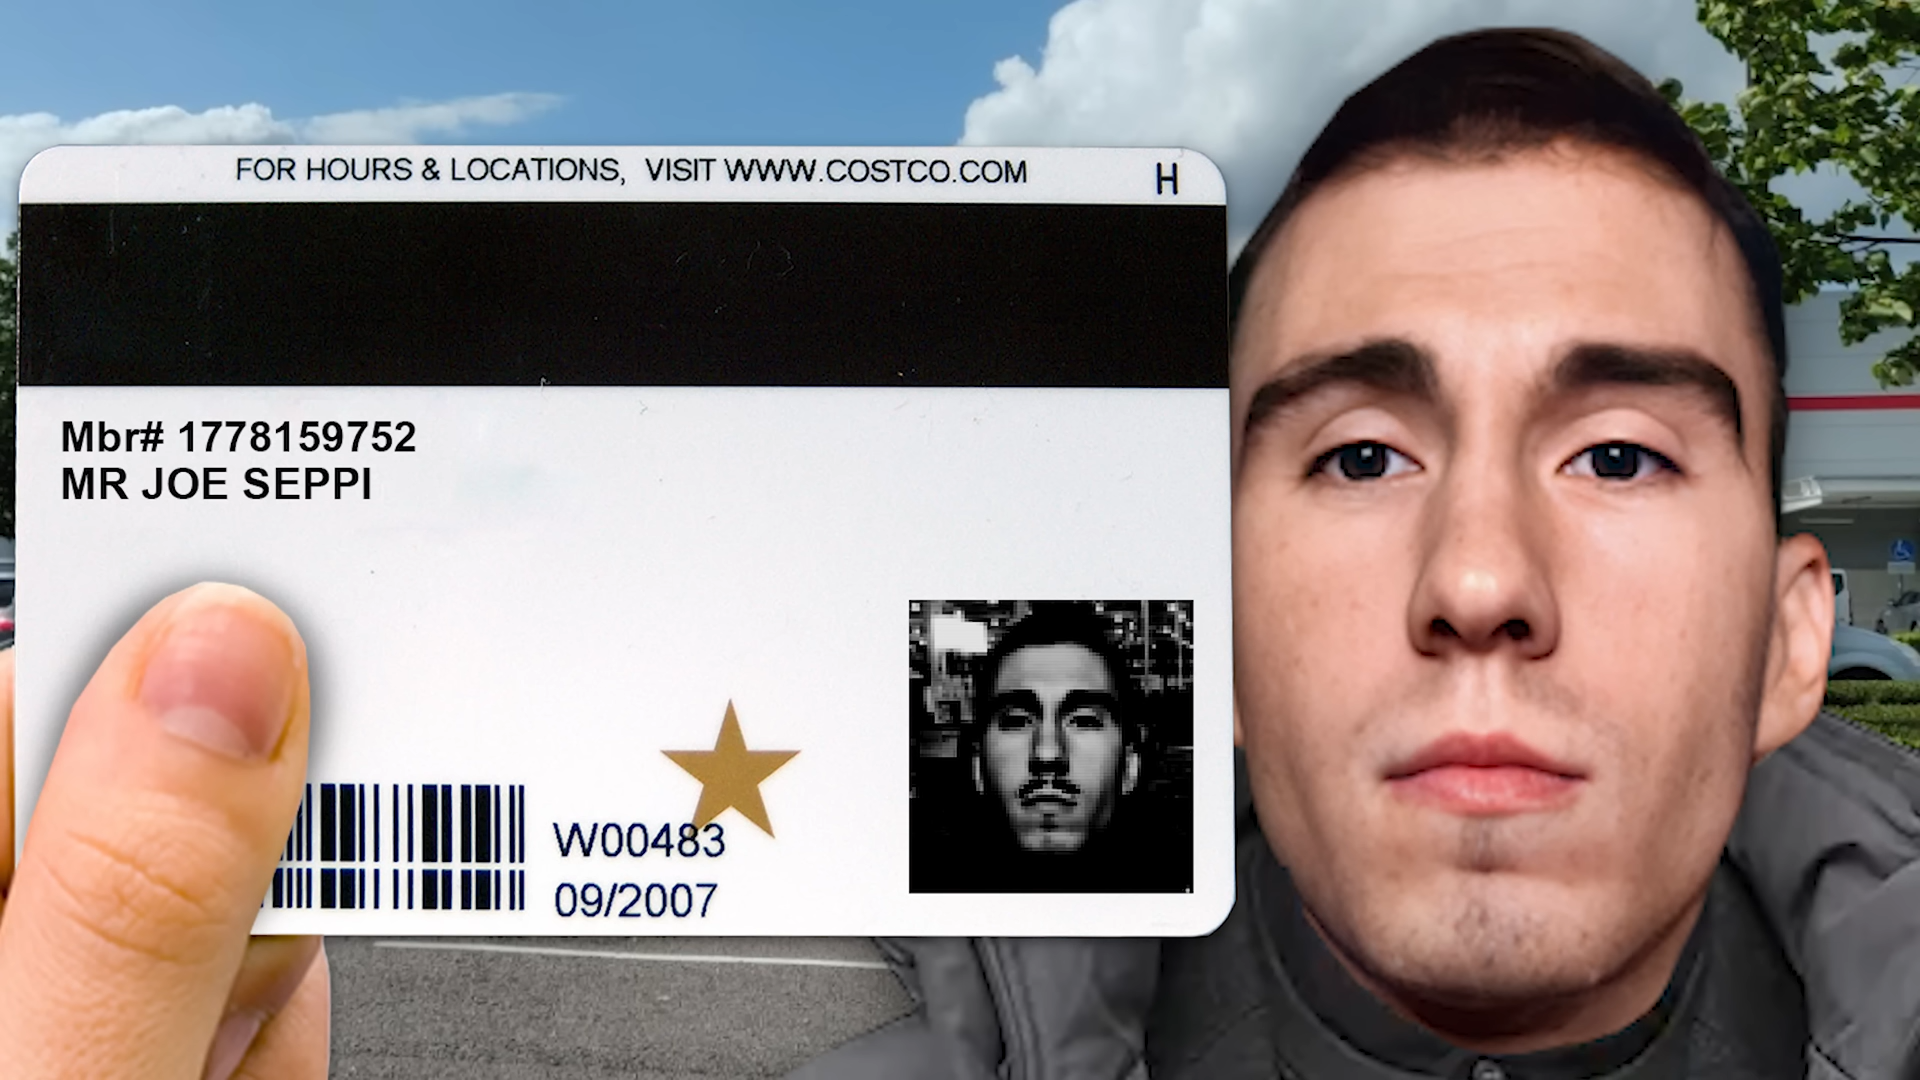 FOR HOURS & LOCATIONS, VISIT WWW.COSTCO.COM
H
Mbr# 1778159752
MR JOE SEPPI
W00483
09/2007